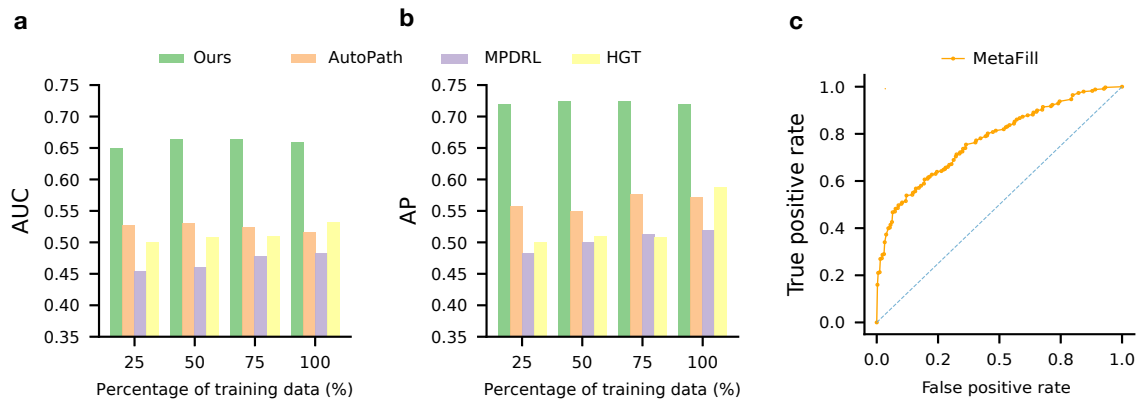 a
b
c
Ours AutoPath MPDRL HGT
MetaFill
AUC
0.75
0.70
0.65
0.60
0.55
0.50
0.45
0.40
0.35
25 50 75 100
Percentage of training data (%)
AP
0.75
0.70
0.65
0.60
0.55
0.50
0.45
0.40
0.35
25 50 75 100
Percentage of training data (%)
True positive rate
1.0
0.8
0.6
0.4
0.2
0.0
0.0 0.2 0.5 0.8 1.0
False positive rate